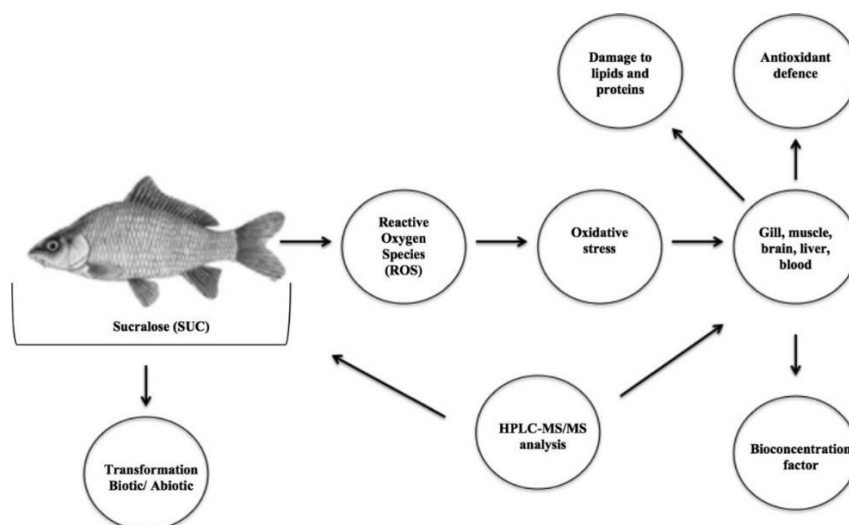 Damage to
lipids and
proteins
Antioxidant
defence
Reactive
Oxygen
Species
(ROS)
Oxidative
stress
Gill, muscle,
brain, liver,
blood
Sucralose (SUC)
HPLC-MS/MS
analysis
Transformation
Biotic/ Abiotic
Bioconcentration
factor